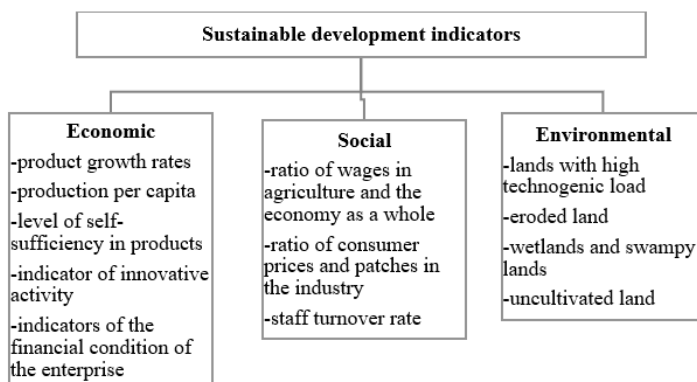 Sustainable development indicators
Economic
-product growth rates
-production per capita
-level of self-
sufficiency in products
-indicator of innovative
activity
-indicators of the
financial condition of
the enterprise
Social
-ratio of wages in
agriculture and the
economy as a whole
-ratio of consumer
prices and patches in
the industry
-staff turnover rate
Environmental
-lands with high
technogenic load
-eroded land
-wetlands and swampy
lands
-uncultivated land